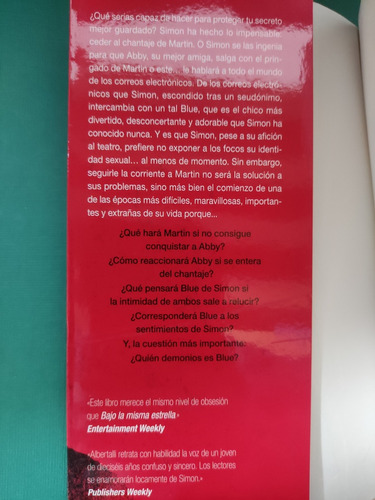 ¿Qué serías capaz de hacer para proteger tu secreto
mejor guardado? Simon ha hecho lo impensable:
ceder al chantaje de Martin. O Simon se las ingenia
para que Abby, su mejor amiga, salga con el prin-
gado de Martin o este... le hablará a todo el mundo
de los correos electrónicos. De los correos electró-
nicos que Simon, escondido tras un seudónimo,
intercambia con un tal Blue, que es el chico más
divertido, desconcertante y adorable que Simon ha
conocido nunca. Y es que Simon, pese a su afición
al teatro, prefiere no exponer a los focos su identi-
dad sexual... al menos de momento. Sin embargo,
seguirle la corriente a Martin no será la solución a
sus problemas, sino más bien el comienzo de una
de las épocas más difíciles, maravillosas, importan-
tes y extrañas de su vida porque...
¿Qué hará Martin si no consigue
conquistar a Abby?
¿Cómo reaccionará Abby si se entera
del chantaje?
¿Qué pensará Blue de Simon si
la intimidad de ambos sale a relucir?
¿Corresponderá Blue a los
sentimientos de Simon?
Y, la cuestión más importante:
¿Quién demonios es Blue?
«Este libro merece el mismo nivel de obsesión
que Bajo la misma estrella.»
Entertainment Weekly
«Albertalli retrata con habilidad la voz de un joven
de dieciséis años confuso y sincero. Los lectores
se enamorarán locamente de Simon.»
Publishers Weekly